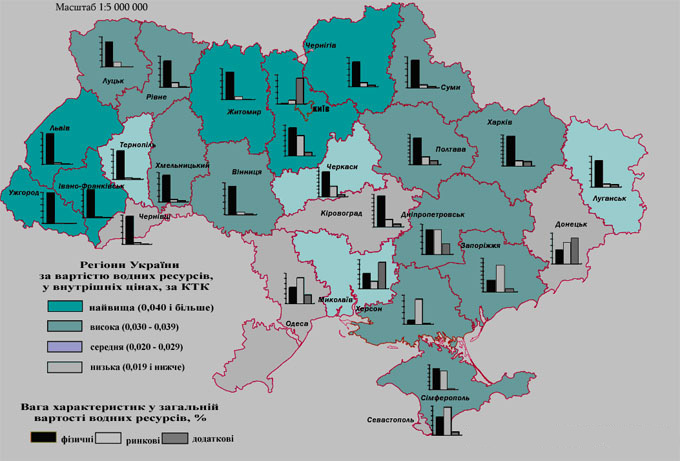 Масштаб 1:5 000 000
Чернігів
Луцьк
Рівне
Житомир
Київ
Суми
Львів
Тернопіль
Хмельницький
Вінниця
Черкаси
Полтава
Харків
Луганськ
Ужгород
Івано-Франківськ
Чернівці
Кіровоград
Дніпропетровськ
Донецьк
Запоріжжя
Миколаїв
Херсон
Одеса
Сімферополь
Севастополь
Регіони України
за вартістю водних ресурсів,
у внутрішніх цінах, за КТК
найвища (0,040 і більше)
висока (0,030 - 0,039)
середня (0,020 - 0,029)
низька (0,019 і нижче)
Вага характеристик у загальній
вартості водних ресурсів, %
фізичні ринкові додаткові